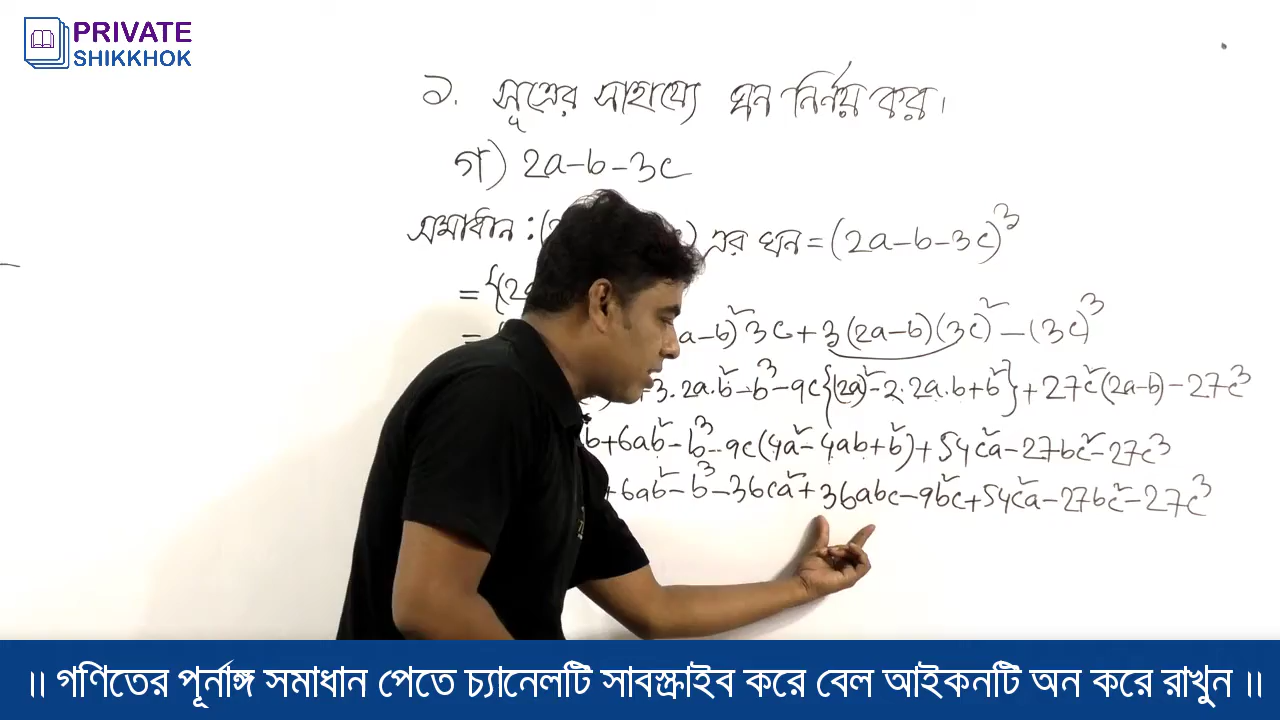 PRIVATE
SHIKKHOK
১. সূত্রের সাহায্যে ঘন নির্নয় কর।
গ) 2a-b-3c
সমাধান : ( ) এর ঘন = (2a-b-3c)³
= {(2a
= a-b)²3c+3(2a-b)(3c)²-(3c)³
+3.2a.b²-b³-9c{(2a)²-2.2a.b+b²}+27c²(2a-b)-27c³
b+6ab²-b³-9c(4a²-4ab+b²)+54c²a-27bc²-27c³
+6ab²-b³-36ca²+36abc-9b²c+54c²a-27bc²-27c³
॥ গণিতের পূর্নাঙ্গ সমাধান পেতে চ্যানেলটি সাবস্ক্রাইব করে বেল আইকনটি অন করে রাখুন ॥